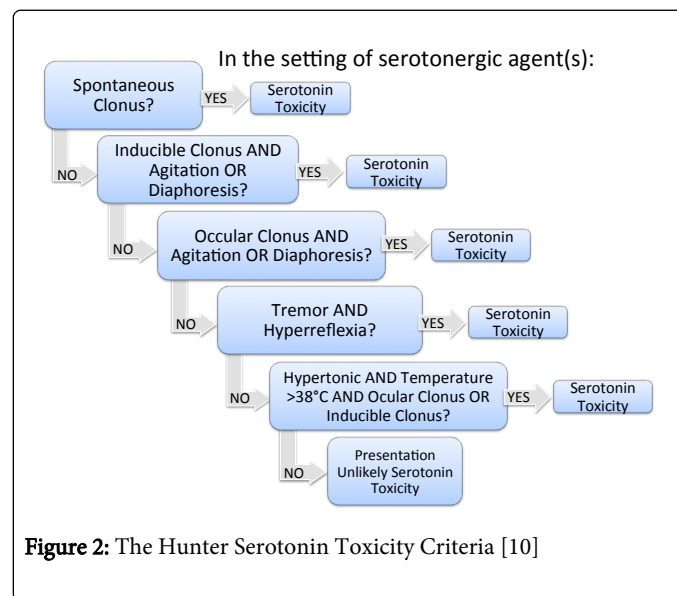 In the setting of serotonergic agent(s):
Spontaneous
Clonus?
YES
Serotonin
Toxicity
NO
Inducible Clonus AND
Agitation OR
Diaphoresis?
YES
Serotonin
Toxicity
NO
Occular Clonus AND
Agitation OR Diaphoresis?
YES
Serotonin
Toxicity
NO
Tremor AND
Hyperreflexia?
YES
Serotonin
Toxicity
NO
Hypertonic AND Temperature
>38°C AND Ocular Clonus OR
Inducible Clonus?
YES
Serotonin
Toxicity
NO
Presentation
Unlikely Serotonin
Toxicity
Figure 2: The Hunter Serotonin Toxicity Criteria [10]